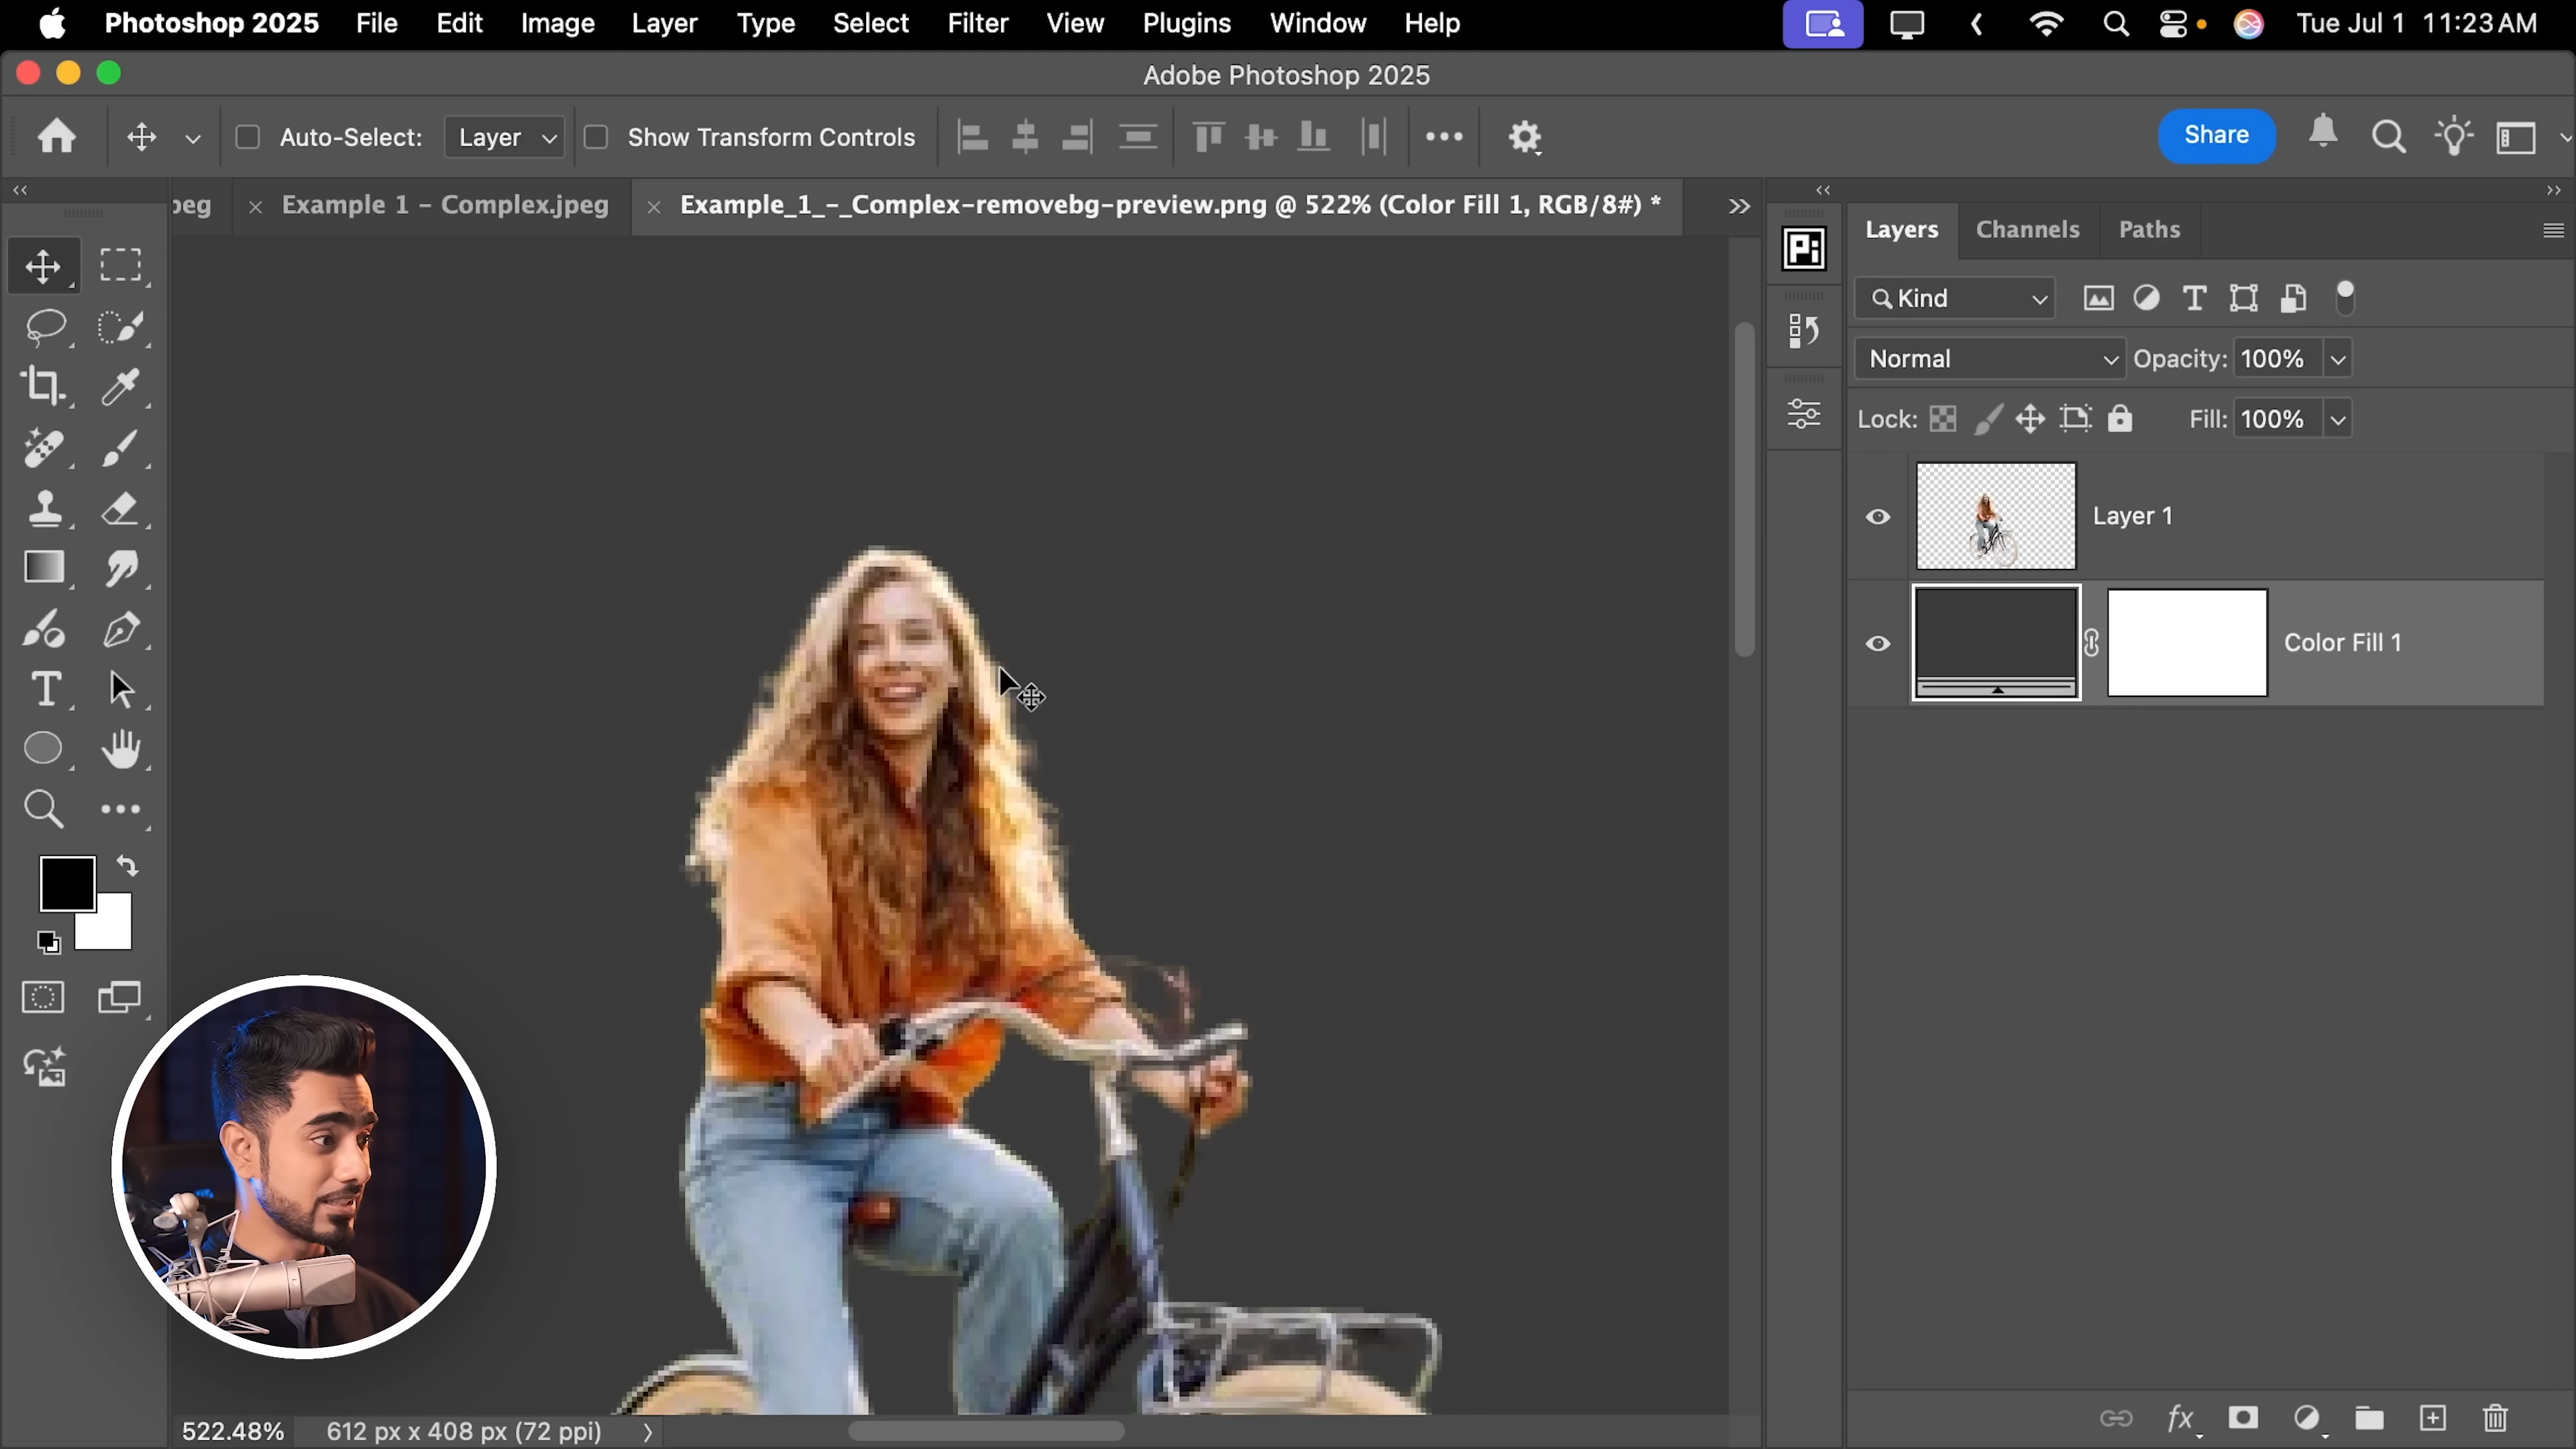 Photoshop 2025 File Edit Image Layer Type Select Filter View Plugins Window Help Tue Jul 1 11:23 AM
Adobe Photoshop 2025
Auto-Select: Layer Show Transform Controls Share
peg × Example 1 – Complex.jpeg × Example_1_-_Complex-removebg-preview.png @ 522% (Color Fill 1, RGB/8#) *
Layers Channels Paths
Pi
Kind
Normal Opacity: 100%
Lock: Fill: 100%
Layer 1
Color Fill 1
522.48% 612 px x 408 px (72 ppi)
fx